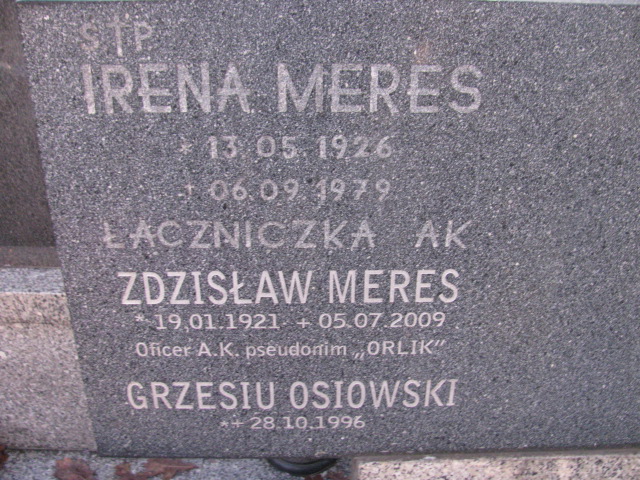 Ś†P
IRENA MERES
* 13.05.1926
+ 06.09.1979
ŁĄCZNICZKA AK
ZDZISŁAW MERES
* 19.01.1921 + 05.07.2009
Oficer A.K. pseudonim „ORLIK”
GRZESIU OSIOWSKI
*+ 28.10.1996